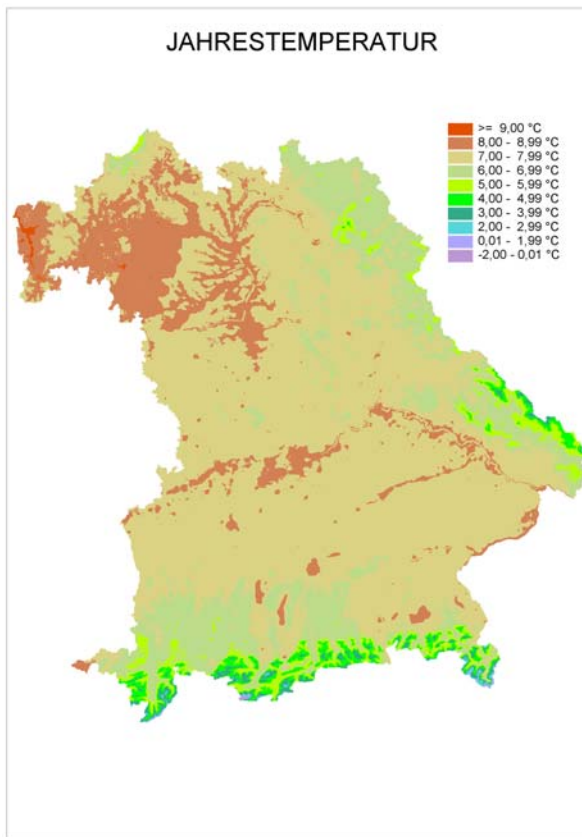 JAHRESTEMPERATUR
>= 9,00 °C
8,00 - 8,99 °C
7,00 - 7,99 °C
6,00 - 6,99 °C
5,00 - 5,99 °C
4,00 - 4,99 °C
3,00 - 3,99 °C
2,00 - 2,99 °C
0,01 - 1,99 °C
-2,00 - 0,01 °C